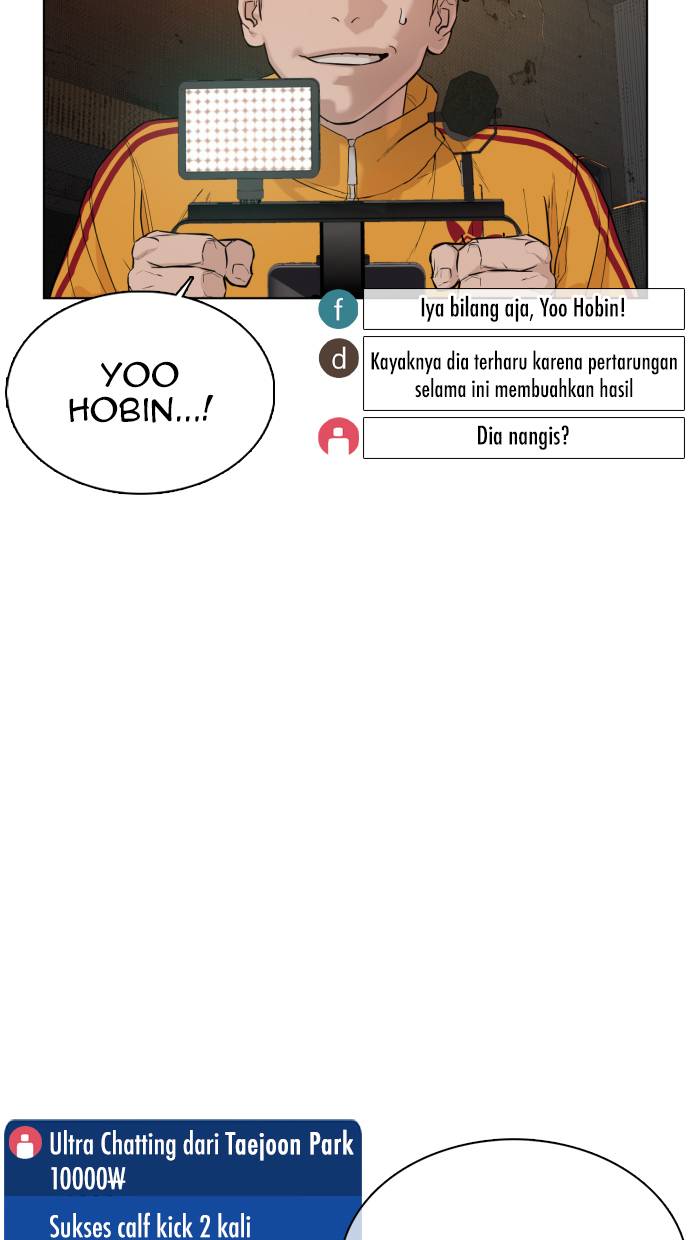 f
Iya bilang aja, Yoo Hobin!
d
Kayaknya dia terharu karena pertarungan
selama ini membuahkan hasil
Dia nangis?
YOO
HOBIN...!
Ultra Chatting dari Taejoon Park
10000₩
Sukses calf kick 2 kali